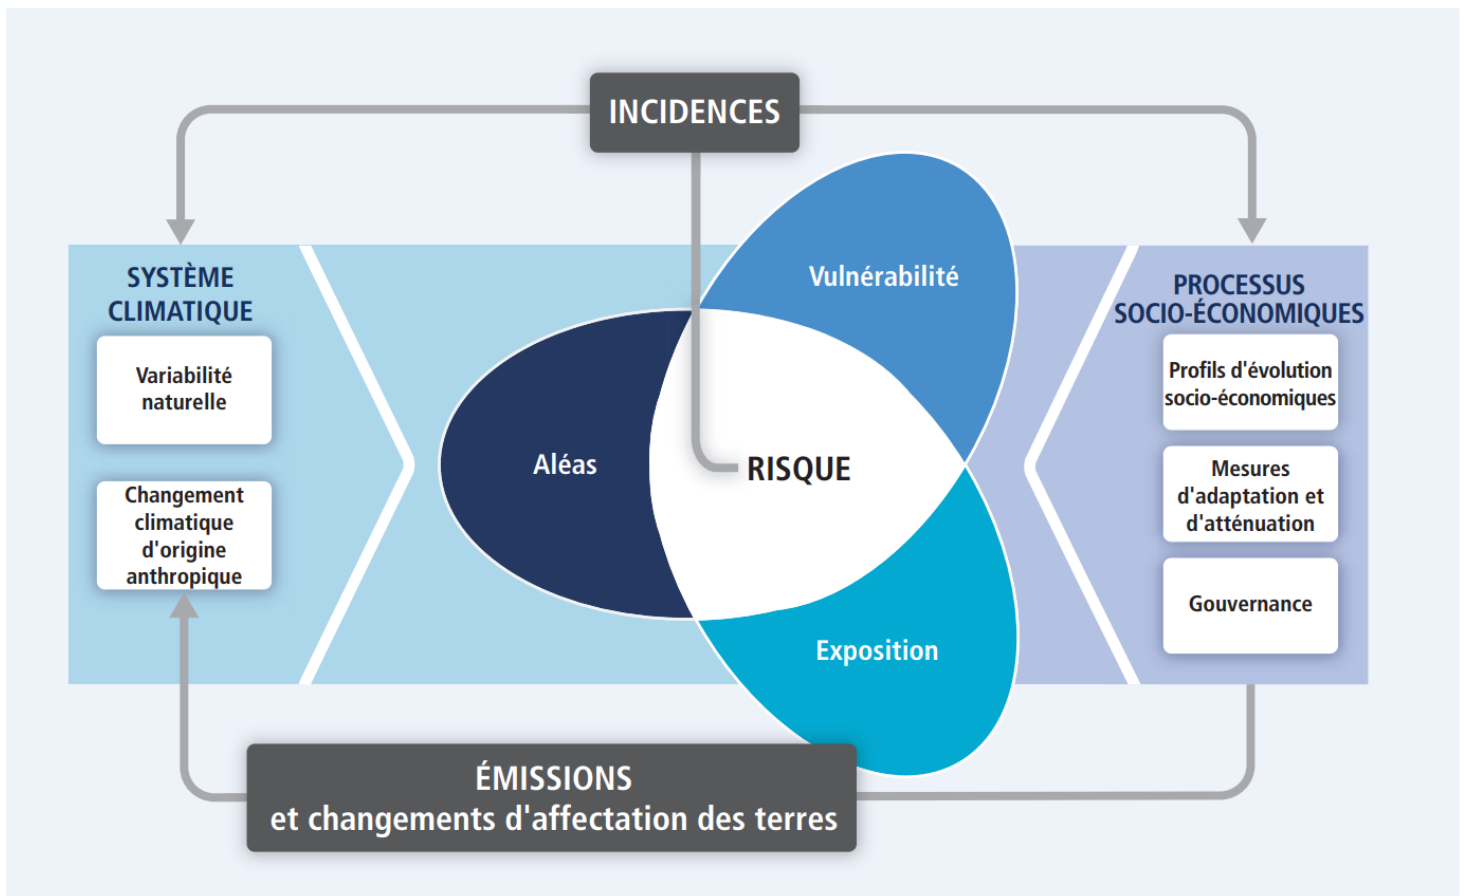 INCIDENCES
Vulnérabilité
SYSTÈME
CLIMATIQUE
Variabilité
naturelle
Changement
climatique
d'origine
anthropique
Aléas
RISQUE
Exposition
PROCESSUS
SOCIO-ÉCONOMIQUES
Profils d'évolution
socio-économiques
Mesures
d'adaptation et
d'atténuation
Gouvernance
ÉMISSIONS
et changements d'affectation des terres